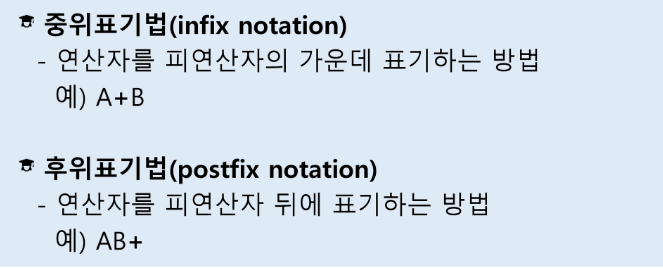 중위표기법(infix notation)
- 연산자를 피연산자의 가운데 표기하는 방법
예) A+B
후위표기법(postfix notation)
- 연산자를 피연산자 뒤에 표기하는 방법
예) AB+